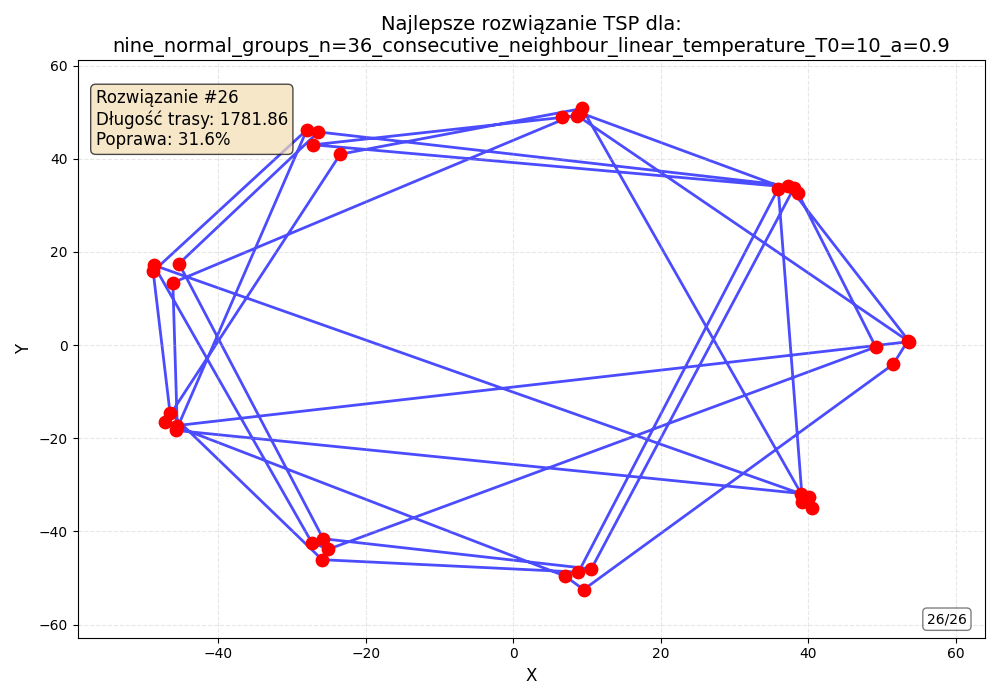 Najlepsze rozwiązanie TSP dla:
nine_normal_groups_n=36_consecutive_neighbour_linear_temperature_T0=10_a=0.9
Rozwiązanie #26
Długość trasy: 1781.86
Poprawa: 31.6%
60
40
20
0
−20
−40
−60
Y
26/26
−40
−20
0
20
40
60
X